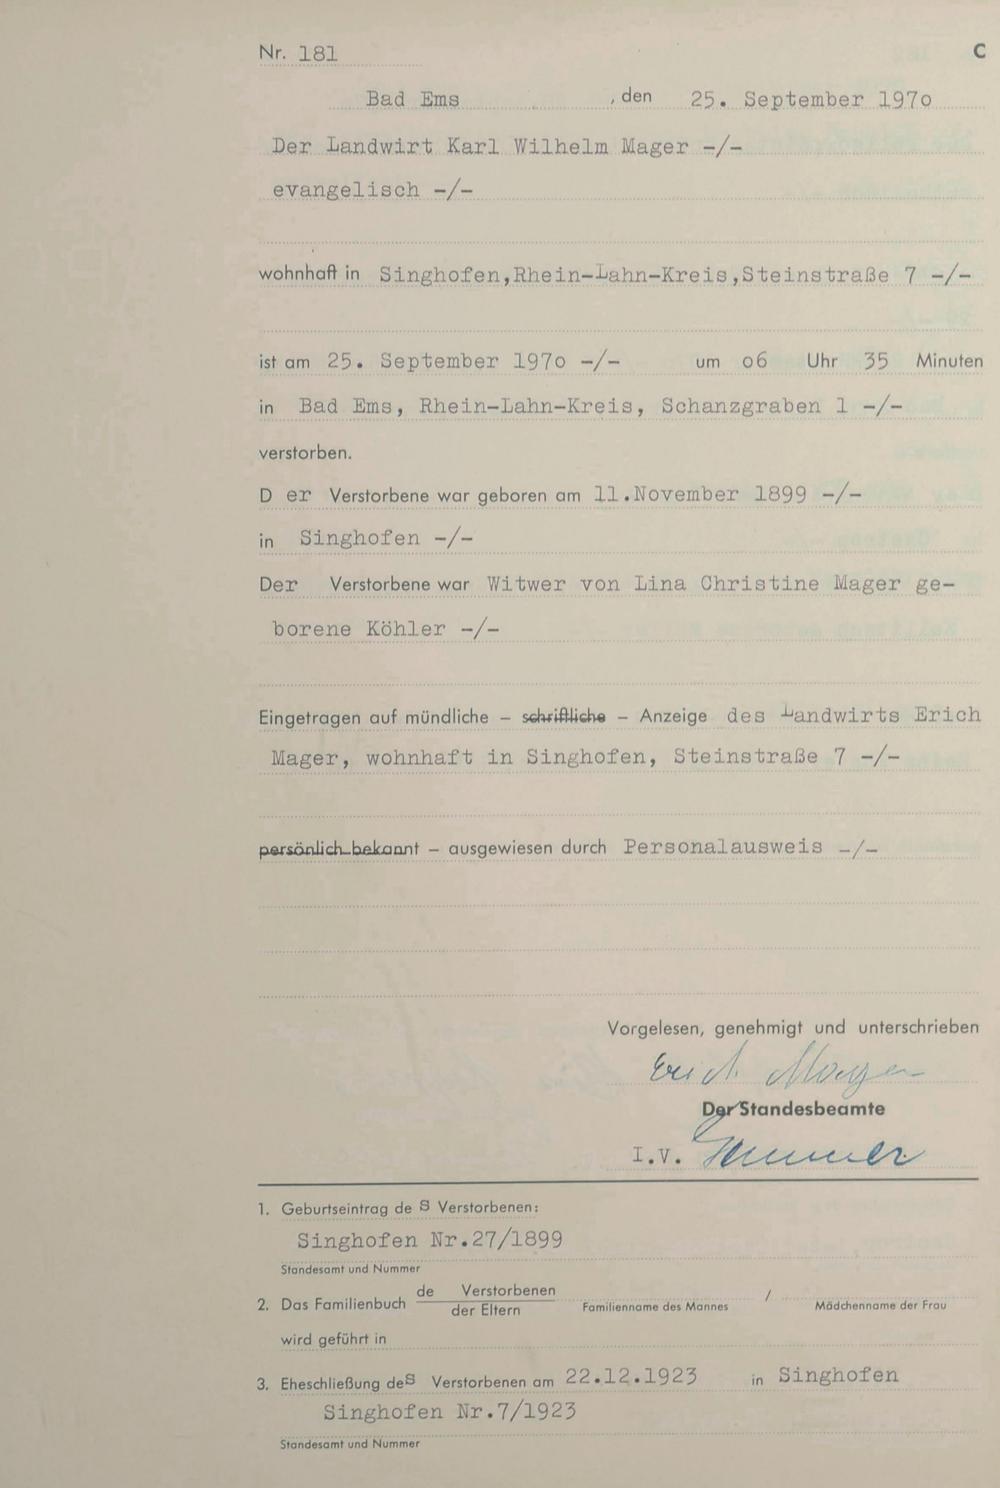 Nr. 181 C
Bad Ems , den 25. September 197o
Der Landwirt Karl Wilhelm Mager -/-
evangelisch -/-
wohnhaft in Singhofen,Rhein-Lahn-Kreis,Steinstraße 7 -/-
ist am 25. September 197o -/- um o6 Uhr 35 Minuten
in Bad Ems, Rhein-Lahn-Kreis, Schanzgraben 1 -/-
verstorben.
D er Verstorbene war geboren am 11.November 1899 -/-
in Singhofen -/-
Der Verstorbene war Witwer von Lina Christine Mager ge-
borene Köhler -/-
Eingetragen auf mündliche – schriftliche – Anzeige des Landwirts Erich
Mager, wohnhaft in Singhofen, Steinstraße 7 -/-
persönlich bekannt – ausgewiesen durch Personalausweis -/-
Vorgelesen, genehmigt und unterschrieben
Erich Mager
Der Standesbeamte
I.V.
1. Geburtseintrag de s Verstorbenen:
Singhofen Nr.27/1899
Standesamt und Nummer
2. Das Familienbuch de Verstorbenen / der Eltern /
Familienname des Mannes Mädchenname der Frau
wird geführt in
3. Eheschließung des Verstorbenen am 22.12.1923 in Singhofen
Singhofen Nr.7/1923
Standesamt und Nummer